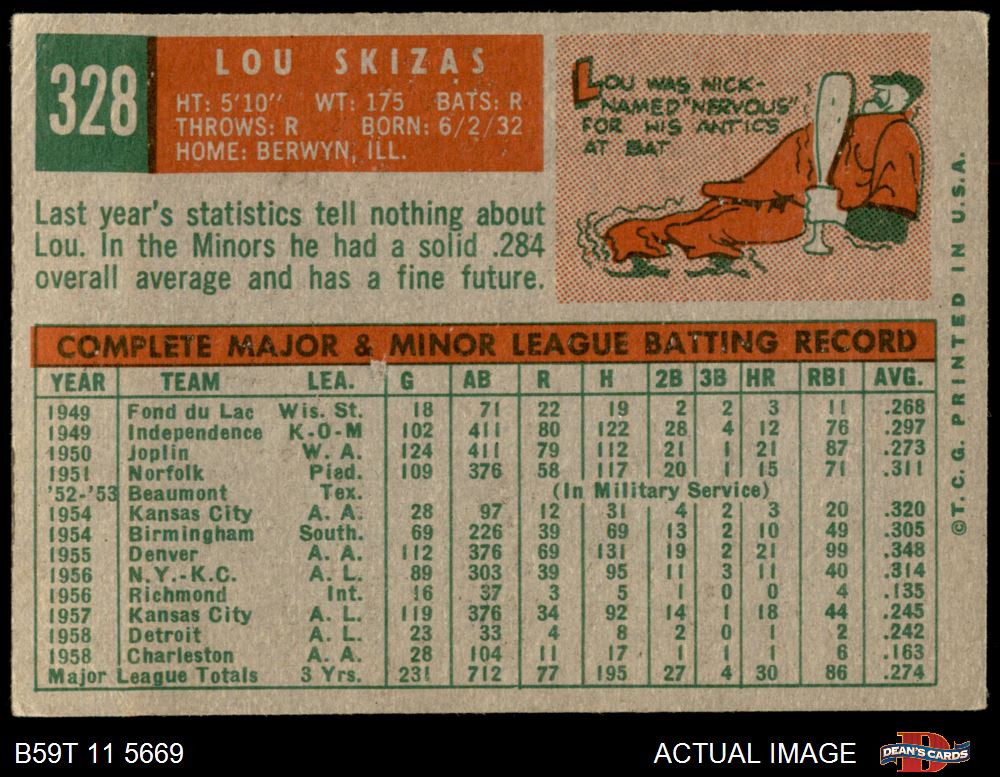 328
LOU SKIZAS
HT: 5'10" WT: 175 BATS: R
THROWS: R BORN: 6/2/32
HOME: BERWYN, ILL.
LOU WAS NICK-
NAMED "NERVOUS"
FOR HIS ANTICS
AT BAT
Last year's statistics tell nothing about
Lou. In the Minors he had a solid .284
overall average and has a fine future.
COMPLETE MAJOR & MINOR LEAGUE BATTING RECORD
YEAR TEAM LEA. G AB R H 2B 3B HR RBI AVG.
1949 Fond du Lac Wis. St. 18 71 22 19 2 2 3 11 .268
1949 Independence K-O-M 102 411 80 122 28 4 12 76 .297
1950 Joplin W. A. 124 411 79 112 21 1 21 87 .273
1951 Norfolk Pied. 109 376 58 117 20 1 15 71 .311
'52-'53 Beaumont Tex. (In Military Service)
1954 Kansas City A. A. 28 97 12 31 4 2 3 20 .320
1954 Birmingham South. 69 226 39 69 13 2 10 49 .305
1955 Denver A. A. 112 376 69 131 19 2 21 99 .348
1956 N.Y.-K.C. A. L. 89 303 39 95 11 3 11 40 .314
1956 Richmond Int. 16 37 3 5 1 0 0 4 .135
1957 Kansas City A. L. 119 376 34 92 14 1 18 44 .245
1958 Detroit A. L. 23 33 4 8 2 0 1 2 .242
1958 Charleston A. A. 28 104 11 17 1 1 1 6 .163
Major League Totals 3 Yrs. 231 712 77 195 27 4 30 86 .274
©T.C.G. PRINTED IN U.S.A.
B59T 11 5669
ACTUAL IMAGE
DEAN'S CARDS